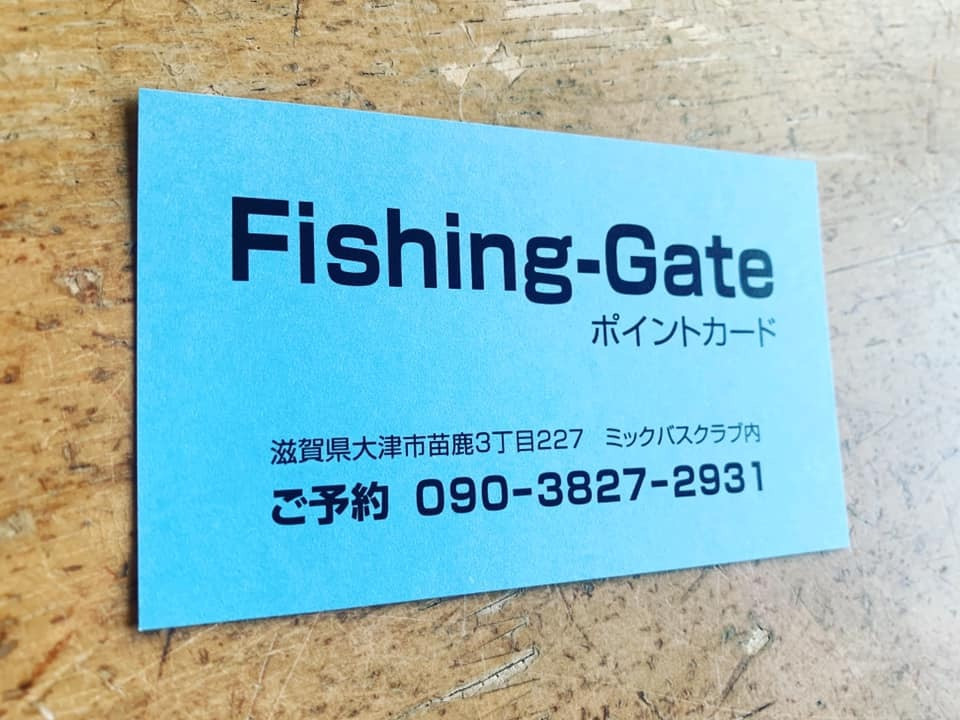 Fishing-Gate
ポイントカード
滋賀県大津市苗鹿3丁目227　ミックバスクラブ内
ご予約 090-3827-2931